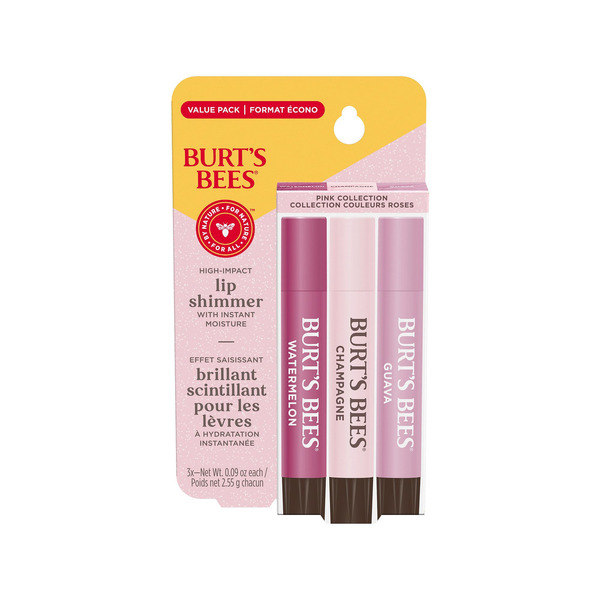 VALUE PACK | FORMAT ÉCONO
BURT'S
BEES®
BY NATURE • FOR NATURE • FOR ALL •
™
HIGH-IMPACT
lip
shimmer
WITH INSTANT
MOISTURE
EFFET SAISISSANT
brillant
scintillant
pour les
lèvres
À HYDRATATION
INSTANTANÉE
3x—Net Wt. 0.09 oz each /
Poids net 2.55 g chacun
PINK COLLECTION
COLLECTION COULEURS ROSES
BURT'S BEES®
WATERMELON
BURT'S BEES®
CHAMPAGNE
BURT'S BEES®
GUAVA